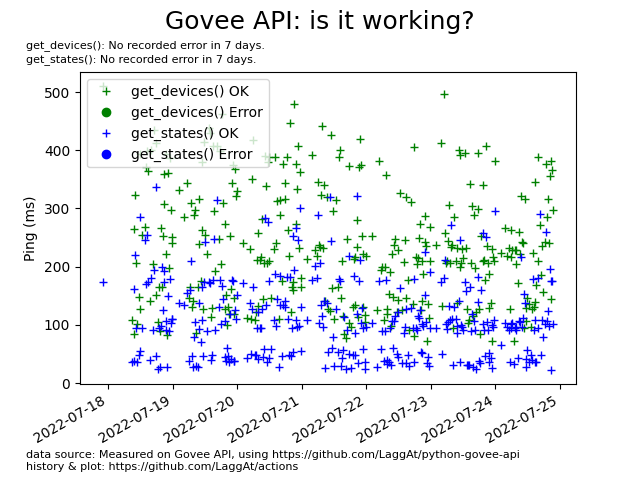 Govee API: is it working?
get_devices(): No recorded error in 7 days.
get_states(): No recorded error in 7 days.
get_devices() OK
get_devices() Error
get_states() OK
get_states() Error
Ping (ms)
500
400
300
200
100
0
2022-07-18
2022-07-19
2022-07-20
2022-07-21
2022-07-22
2022-07-23
2022-07-24
2022-07-25
data source: Measured on Govee API, using https://github.com/LaggAt/python-govee-api
history & plot: https://github.com/LaggAt/actions